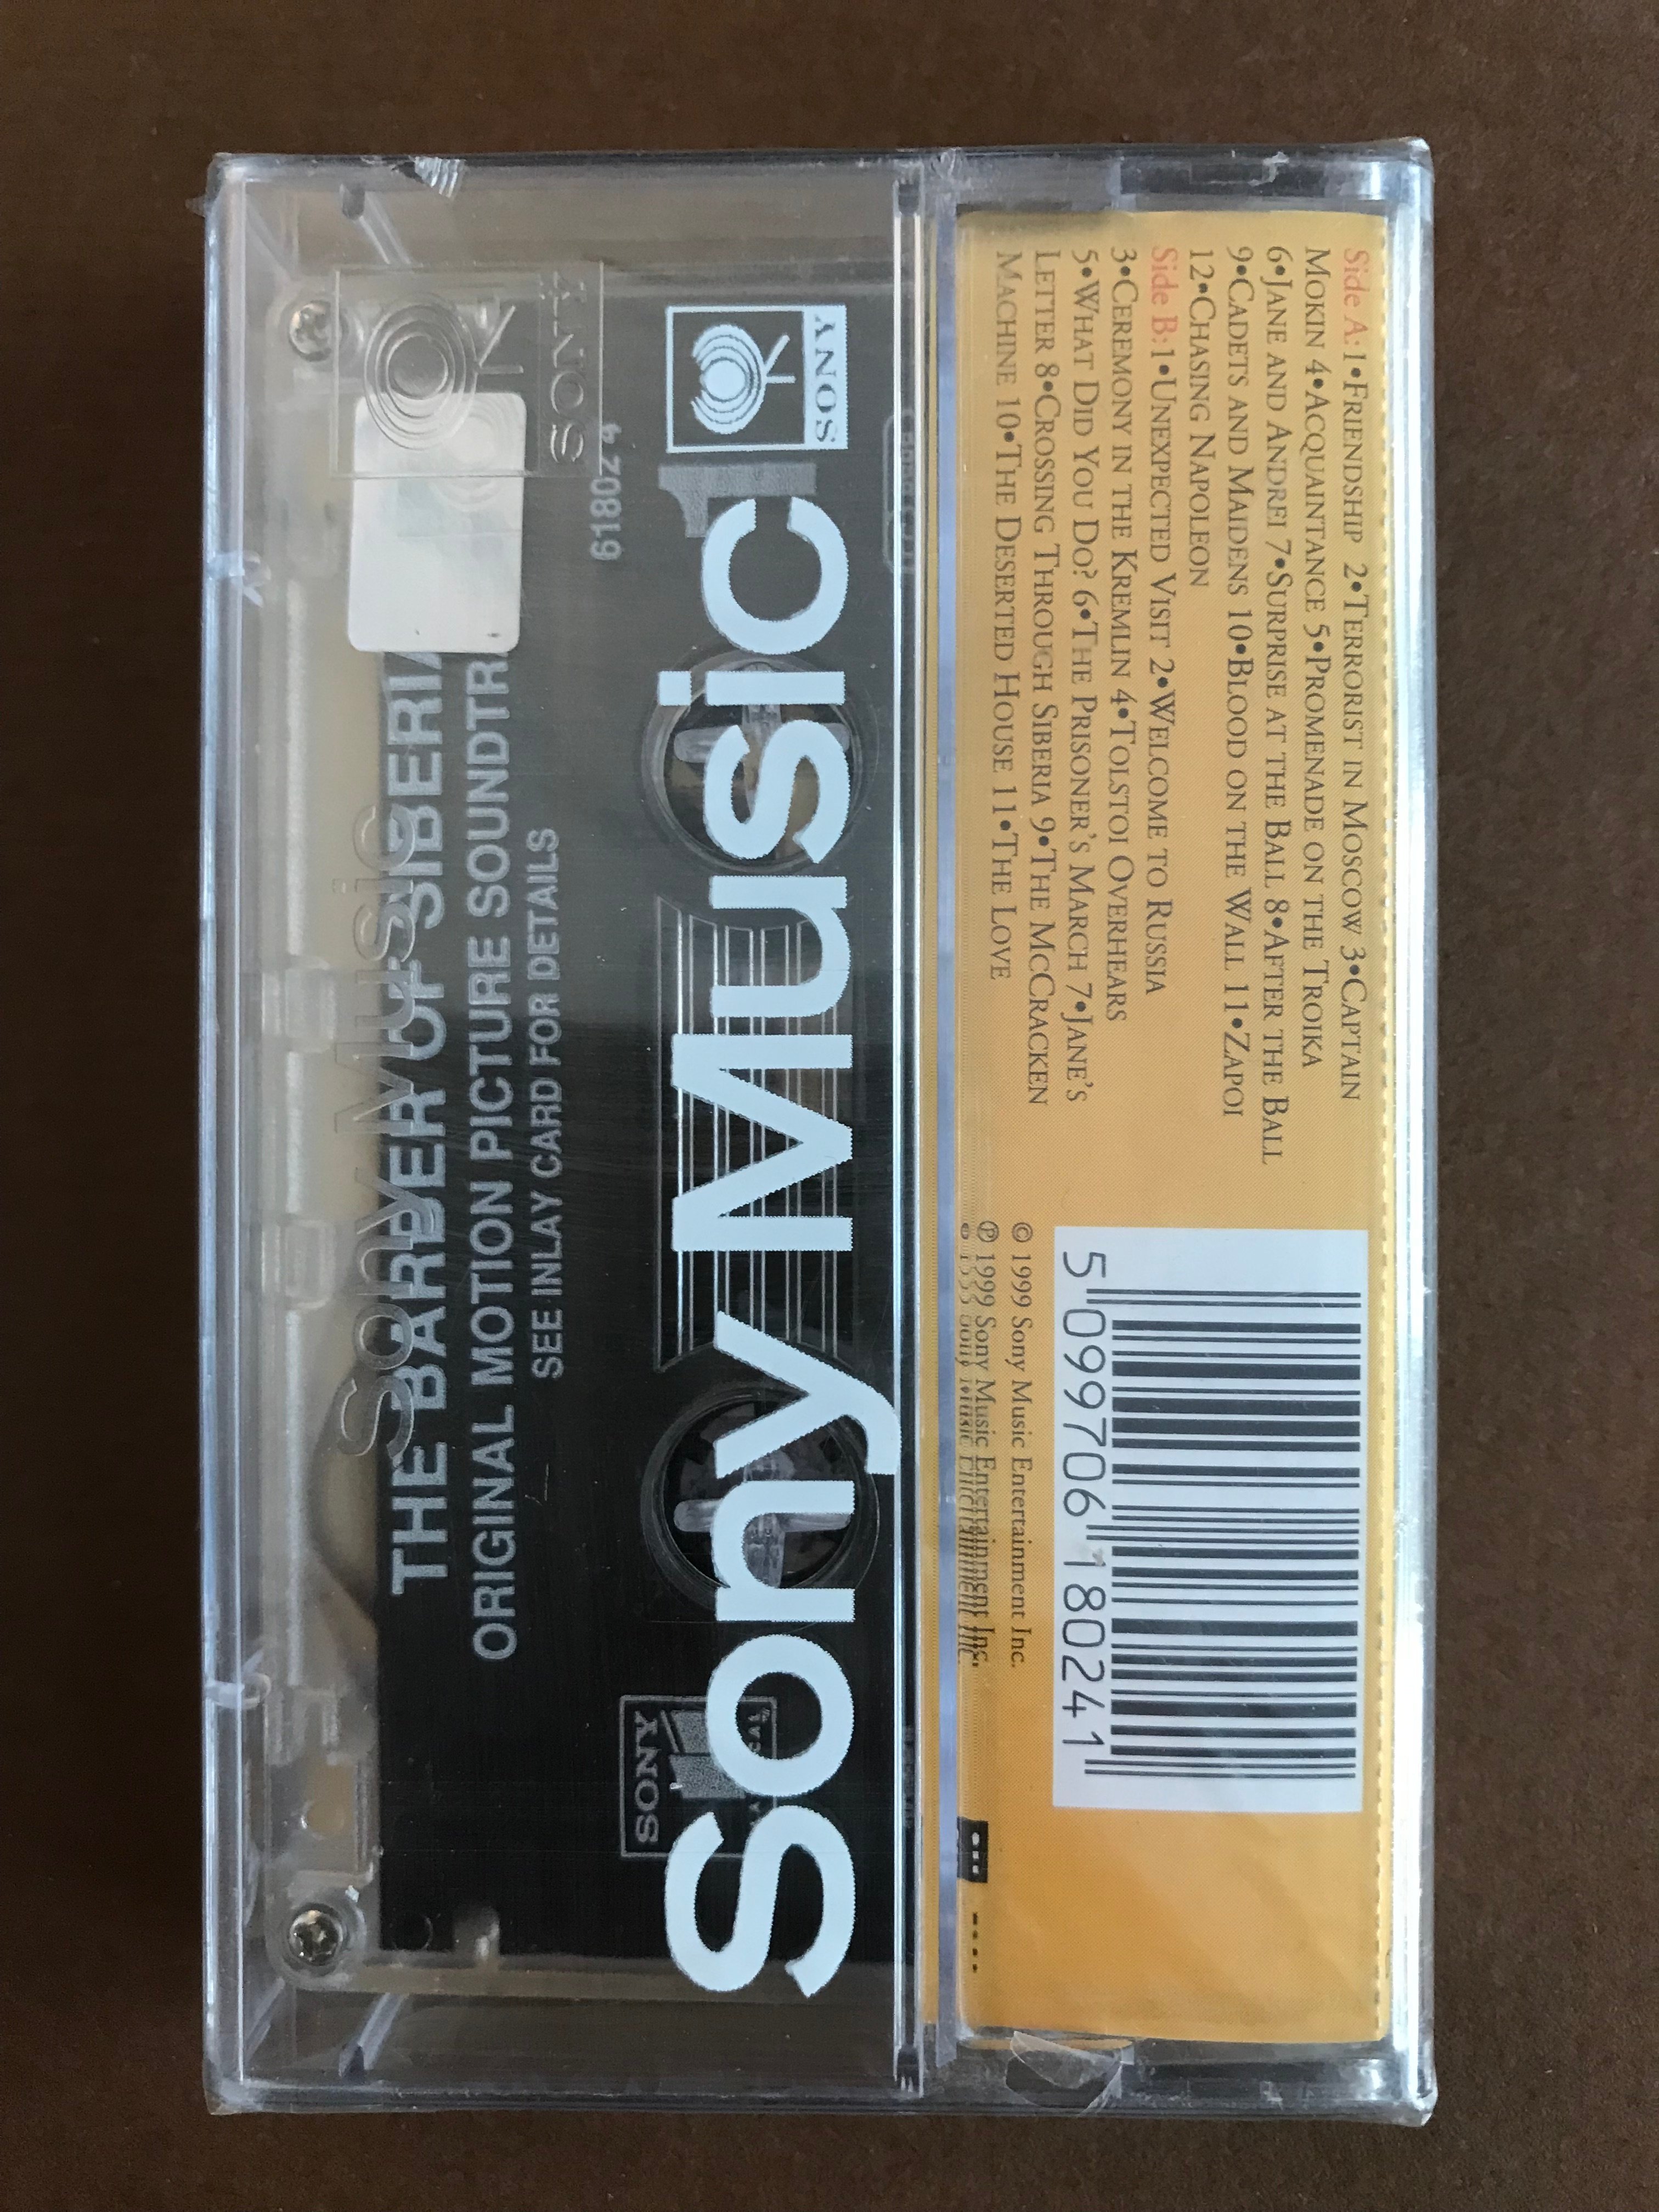 Side A: 1•FRIENDSHIP 2•TERRORIST IN MOSCOW 3•CAPTAIN
MOKIN 4•ACQUAINTANCE 5•PROMENADE ON THE TROIKA
6•JANE AND ANDREI 7•SURPRISE AT THE BALL 8•AFTER THE BALL
9•CADETS AND MAIDENS 10•BLOOD ON THE WALL 11•ZAPOI
12•CHASING NAPOLEON
Side B: 1•UNEXPECTED VISIT 2•WELCOME TO RUSSIA
3•CEREMONY IN THE KREMLIN 4•TOLSTOI OVERHEARS
5•WHAT DID YOU DO? 6•THE PRISONER'S MARCH 7•JANE'S
LETTER 8•CROSSING THROUGH SIBERIA 9•THE MCCRACKEN
MACHINE 10•THE DESERTED HOUSE 11•THE LOVE
5 099706 180241
© 1999 Sony Music Entertainment Inc.
℗ 1999 Sony Music Entertainment Inc.
SONY
Sony Music
1
SONY
61802 4
THE BARBER OF SIBERIA
ORIGINAL MOTION PICTURE SOUNDTR
SEE INLAY CARD FOR DETAILS
SONY
Sony Music